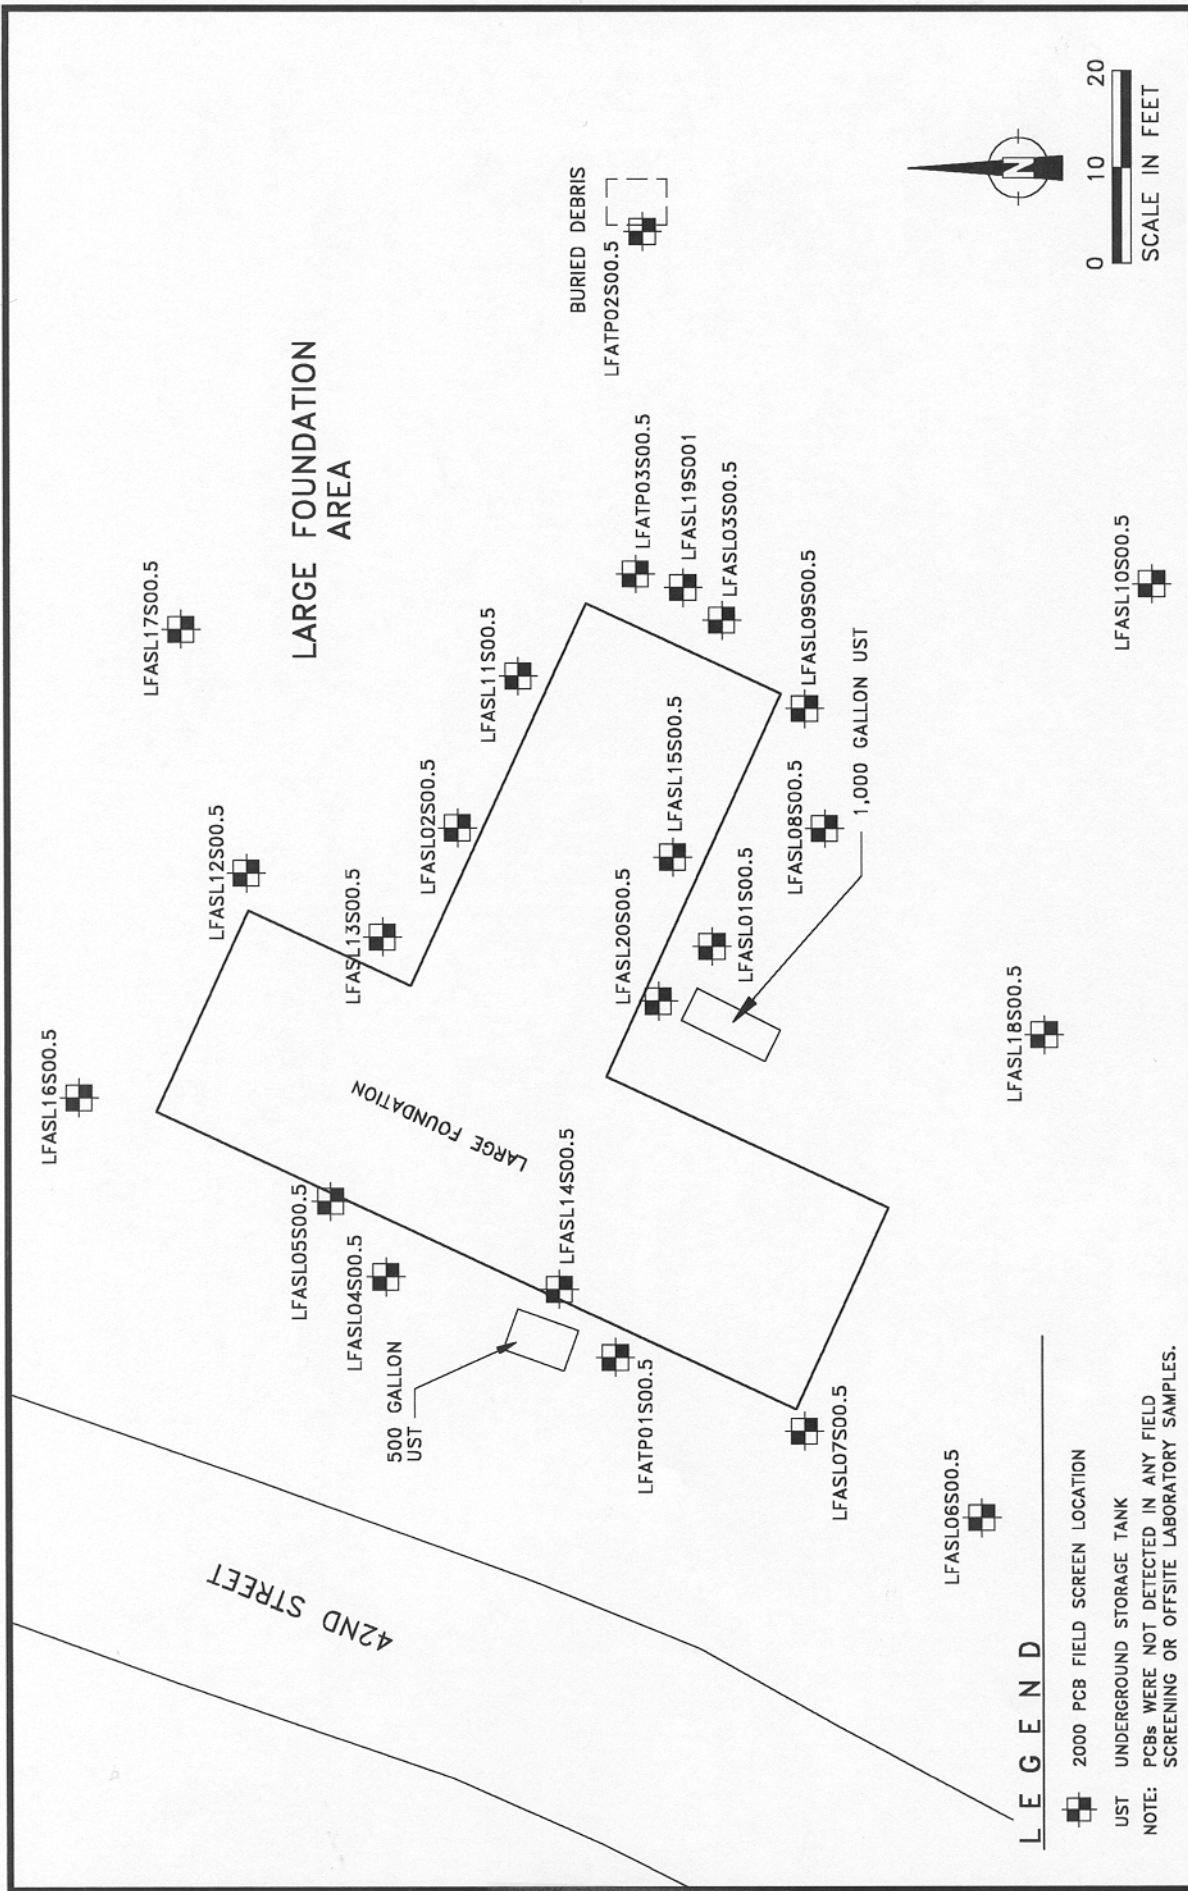 LFASL16S00.5
LFASL12S00.5
LFASL17S00.5
LARGE FOUNDATION
AREA
42ND STREET
LFASL05S00.5
LFASL04S00.5
LFASL13S00.5
LFASL02S00.5
LFASL11S00.5
500 GALLON
UST
LARGE FOUNDATION
LFASL14S00.5
LFATP01S00.5
LFASL20S00.5
LFASL15S00.5
LFASL01S00.5
BURIED DEBRIS
LFATP02S00.5
LFATP03S00.5
LFASL19S001
LFASL03S00.5
LFASL09S00.5
LFASL08S00.5
1,000 GALLON UST
LFASL07S00.5
LFASL06S00.5
LFASL18S00.5
LFASL10S00.5
N
0 10 20
SCALE IN FEET
LEGEND
2000 PCB FIELD SCREEN LOCATION
UST UNDERGROUND STORAGE TANK
NOTE: PCBs WERE NOT DETECTED IN ANY FIELD
SCREENING OR OFFSITE LABORATORY SAMPLES.